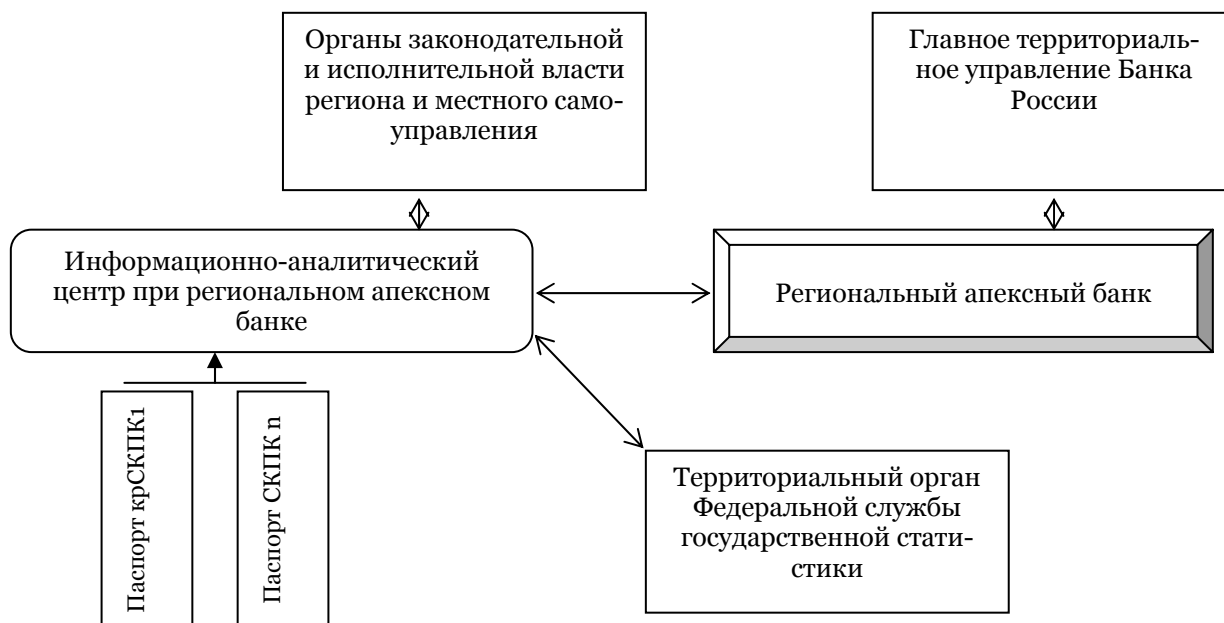 Органы законодательной
и исполнительной власти
региона и местного само-
управления
Главное территориаль-
ное управление Банка
России
Информационно-аналитический
центр при региональном апексном
банке
Региональный апексный банк
Паспорт крСКПК1
Паспорт СКПК n
Территориальный орган
Федеральной службы
государственной стати-
стики